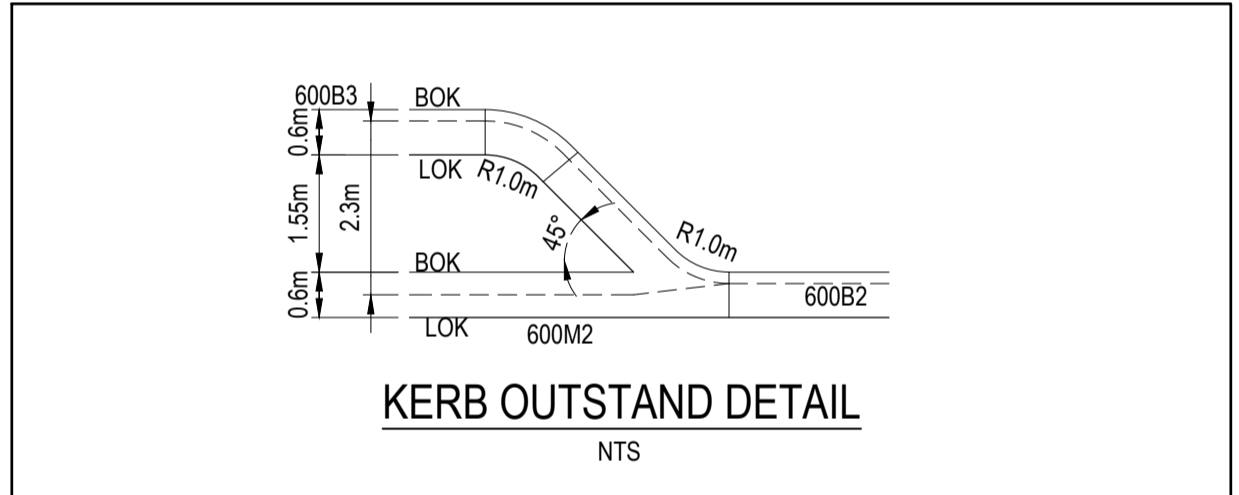 600B3
BOK
0.6m
LOK
R1.0m
1.55m
2.3m
45°
R1.0m
BOK
0.6m
600B2
LOK
600M2
KERB OUTSTAND DETAIL
NTS